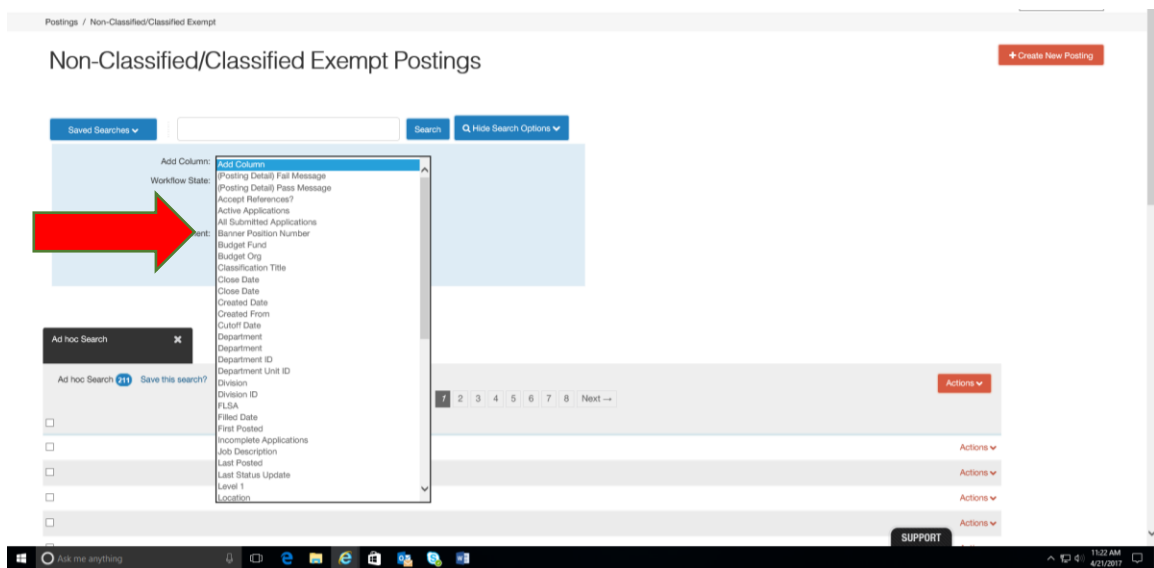 Postings / Non-Classified/Classified Exempt
Non-Classified/Classified Exempt Postings
+ Create New Posting
Saved Searches
Search
Hide Search Options
Add Column:
Add Column
Workflow State:
(Posting Detail) Fail Message
(Posting Detail) Pass Message
Accept References?
Active Applications
All Submitted Applications
Banner Position Number
Budget Fund
Budget Org
Classification Title
Close Date
Close Date
Created Date
Created From
Cutoff Date
Department
Department
Department ID
Department Unit ID
Division
Division ID
FLSA
Filled Date
First Posted
Incomplete Applications
Job Description
Last Posted
Last Status Update
Level 1
Location
Ad hoc Search ✖
Ad hoc Search 211 Save this search?
1 2 3 4 5 6 7 8 Next →
Actions
Actions
Actions
Actions
Actions
SUPPORT
Ask me anything
11:22 AM
4/21/2017